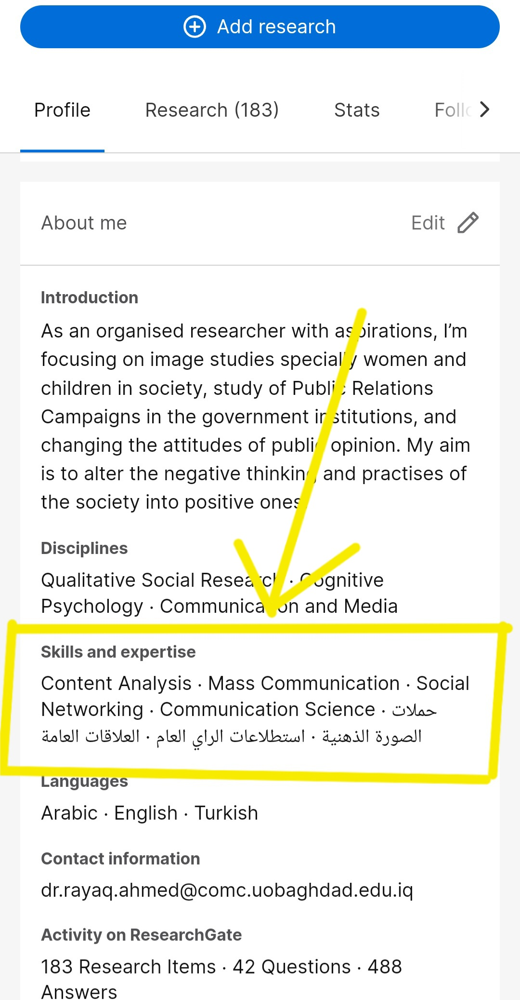 Add research
Profile Research (183) Stats Follo
About me Edit
Introduction
As an organised researcher with aspirations, I'm
focusing on image studies specially women and
children in society, study of Public Relations
Campaigns in the government institutions, and
changing the attitudes of public opinion. My aim
is to alter the negative thinking and practises of
the society into positive ones.
Disciplines
Qualitative Social Research · Cognitive
Psychology · Communication and Media
Skills and expertise
Content Analysis · Mass Communication · Social
Networking · Communication Science · حملات
العلاقات العامة · استطلاعات الراي العام · الصورة الذهنية
Languages
Arabic · English · Turkish
Contact information
dr.rayaq.ahmed@comc.uobaghdad.edu.iq
Activity on ResearchGate
183 Research Items · 42 Questions · 488
Answers